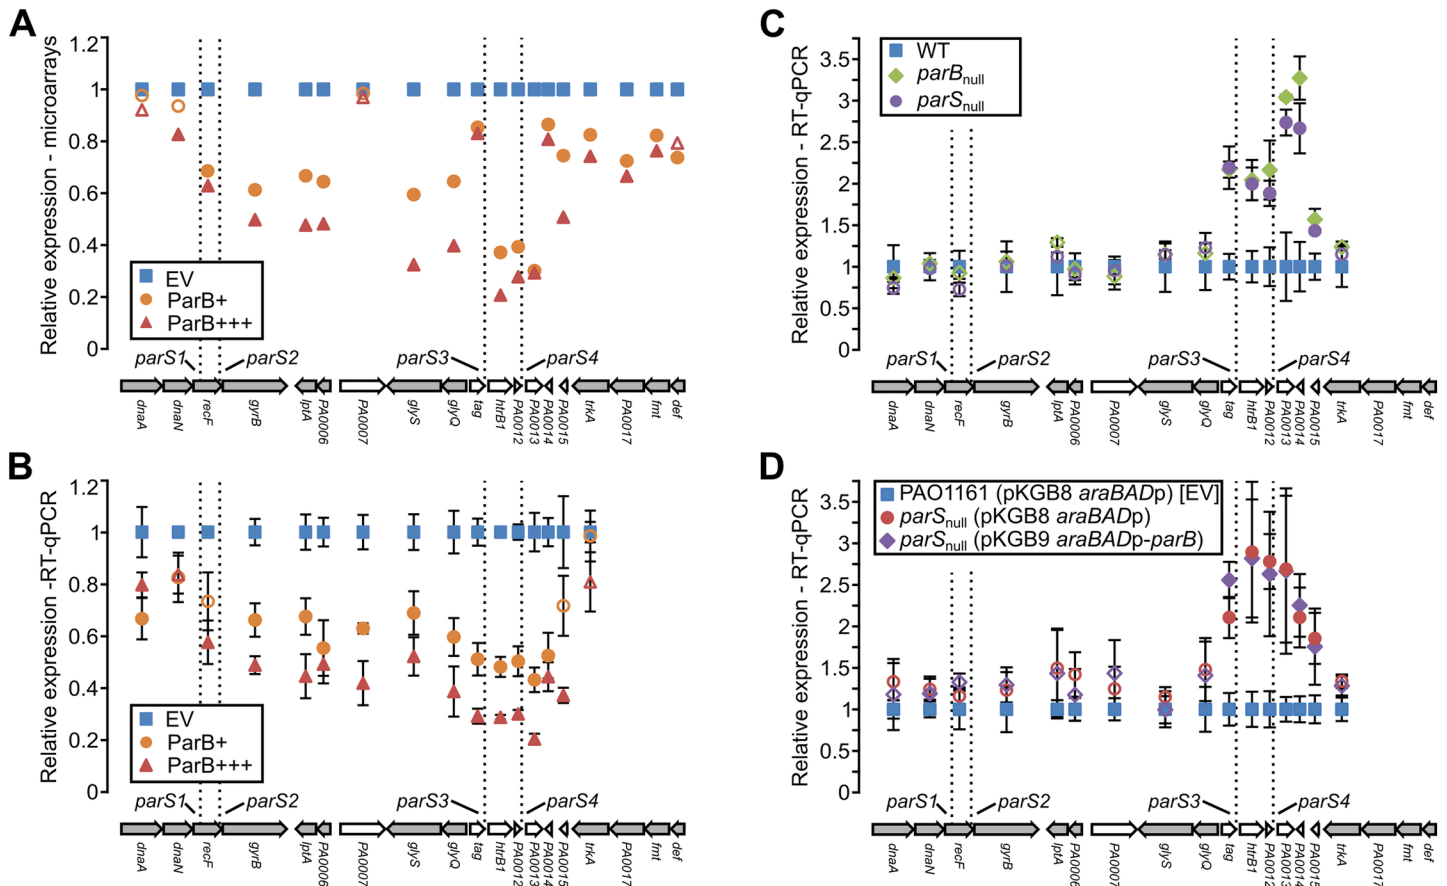 A
Relative expression - microarrays
1.2
1
0.8
0.6
0.4
0.2
0
EV
ParB+
ParB+++
parS1
parS2
parS3
parS4
dnaA
dnaN
recF
gyrB
lptA
PA0006
PA0007
glyS
glyQ
tag
htrB1
PA0012
PA0013
PA0014
PA0015
trkA
PA0017
fmt
def
B
Relative expression -RT-qPCR
1.2
1
0.8
0.6
0.4
0.2
0
EV
ParB+
ParB+++
parS1
parS2
parS3
parS4
dnaA
dnaN
recF
gyrB
lptA
PA0006
PA0007
glyS
glyQ
tag
htrB1
PA0012
PA0013
PA0014
PA0015
trkA
PA0017
fmt
def
C
Relative expression - RT-qPCR
3.5
3
2.5
2
1.5
1
0.5
0
WT
parBnull
parSnull
parS1
parS2
parS3
parS4
dnaA
dnaN
recF
gyrB
lptA
PA0006
PA0007
glyS
glyQ
tag
htrB1
PA0012
PA0013
PA0014
PA0015
trkA
PA0017
fmt
def
D
Relative expression - RT-qPCR
3.5
3
2.5
2
1.5
1
0.5
0
PAO1161 (pKGB8 araBADp) [EV]
parSnull (pKGB8 araBADp)
parSnull (pKGB9 araBADp-parB)
parS1
parS2
parS3
parS4
dnaA
dnaN
recF
gyrB
lptA
PA0006
PA0007
glyS
glyQ
tag
htrB1
PA0012
PA0013
PA0014
PA0015
trkA
PA0017
fmt
def